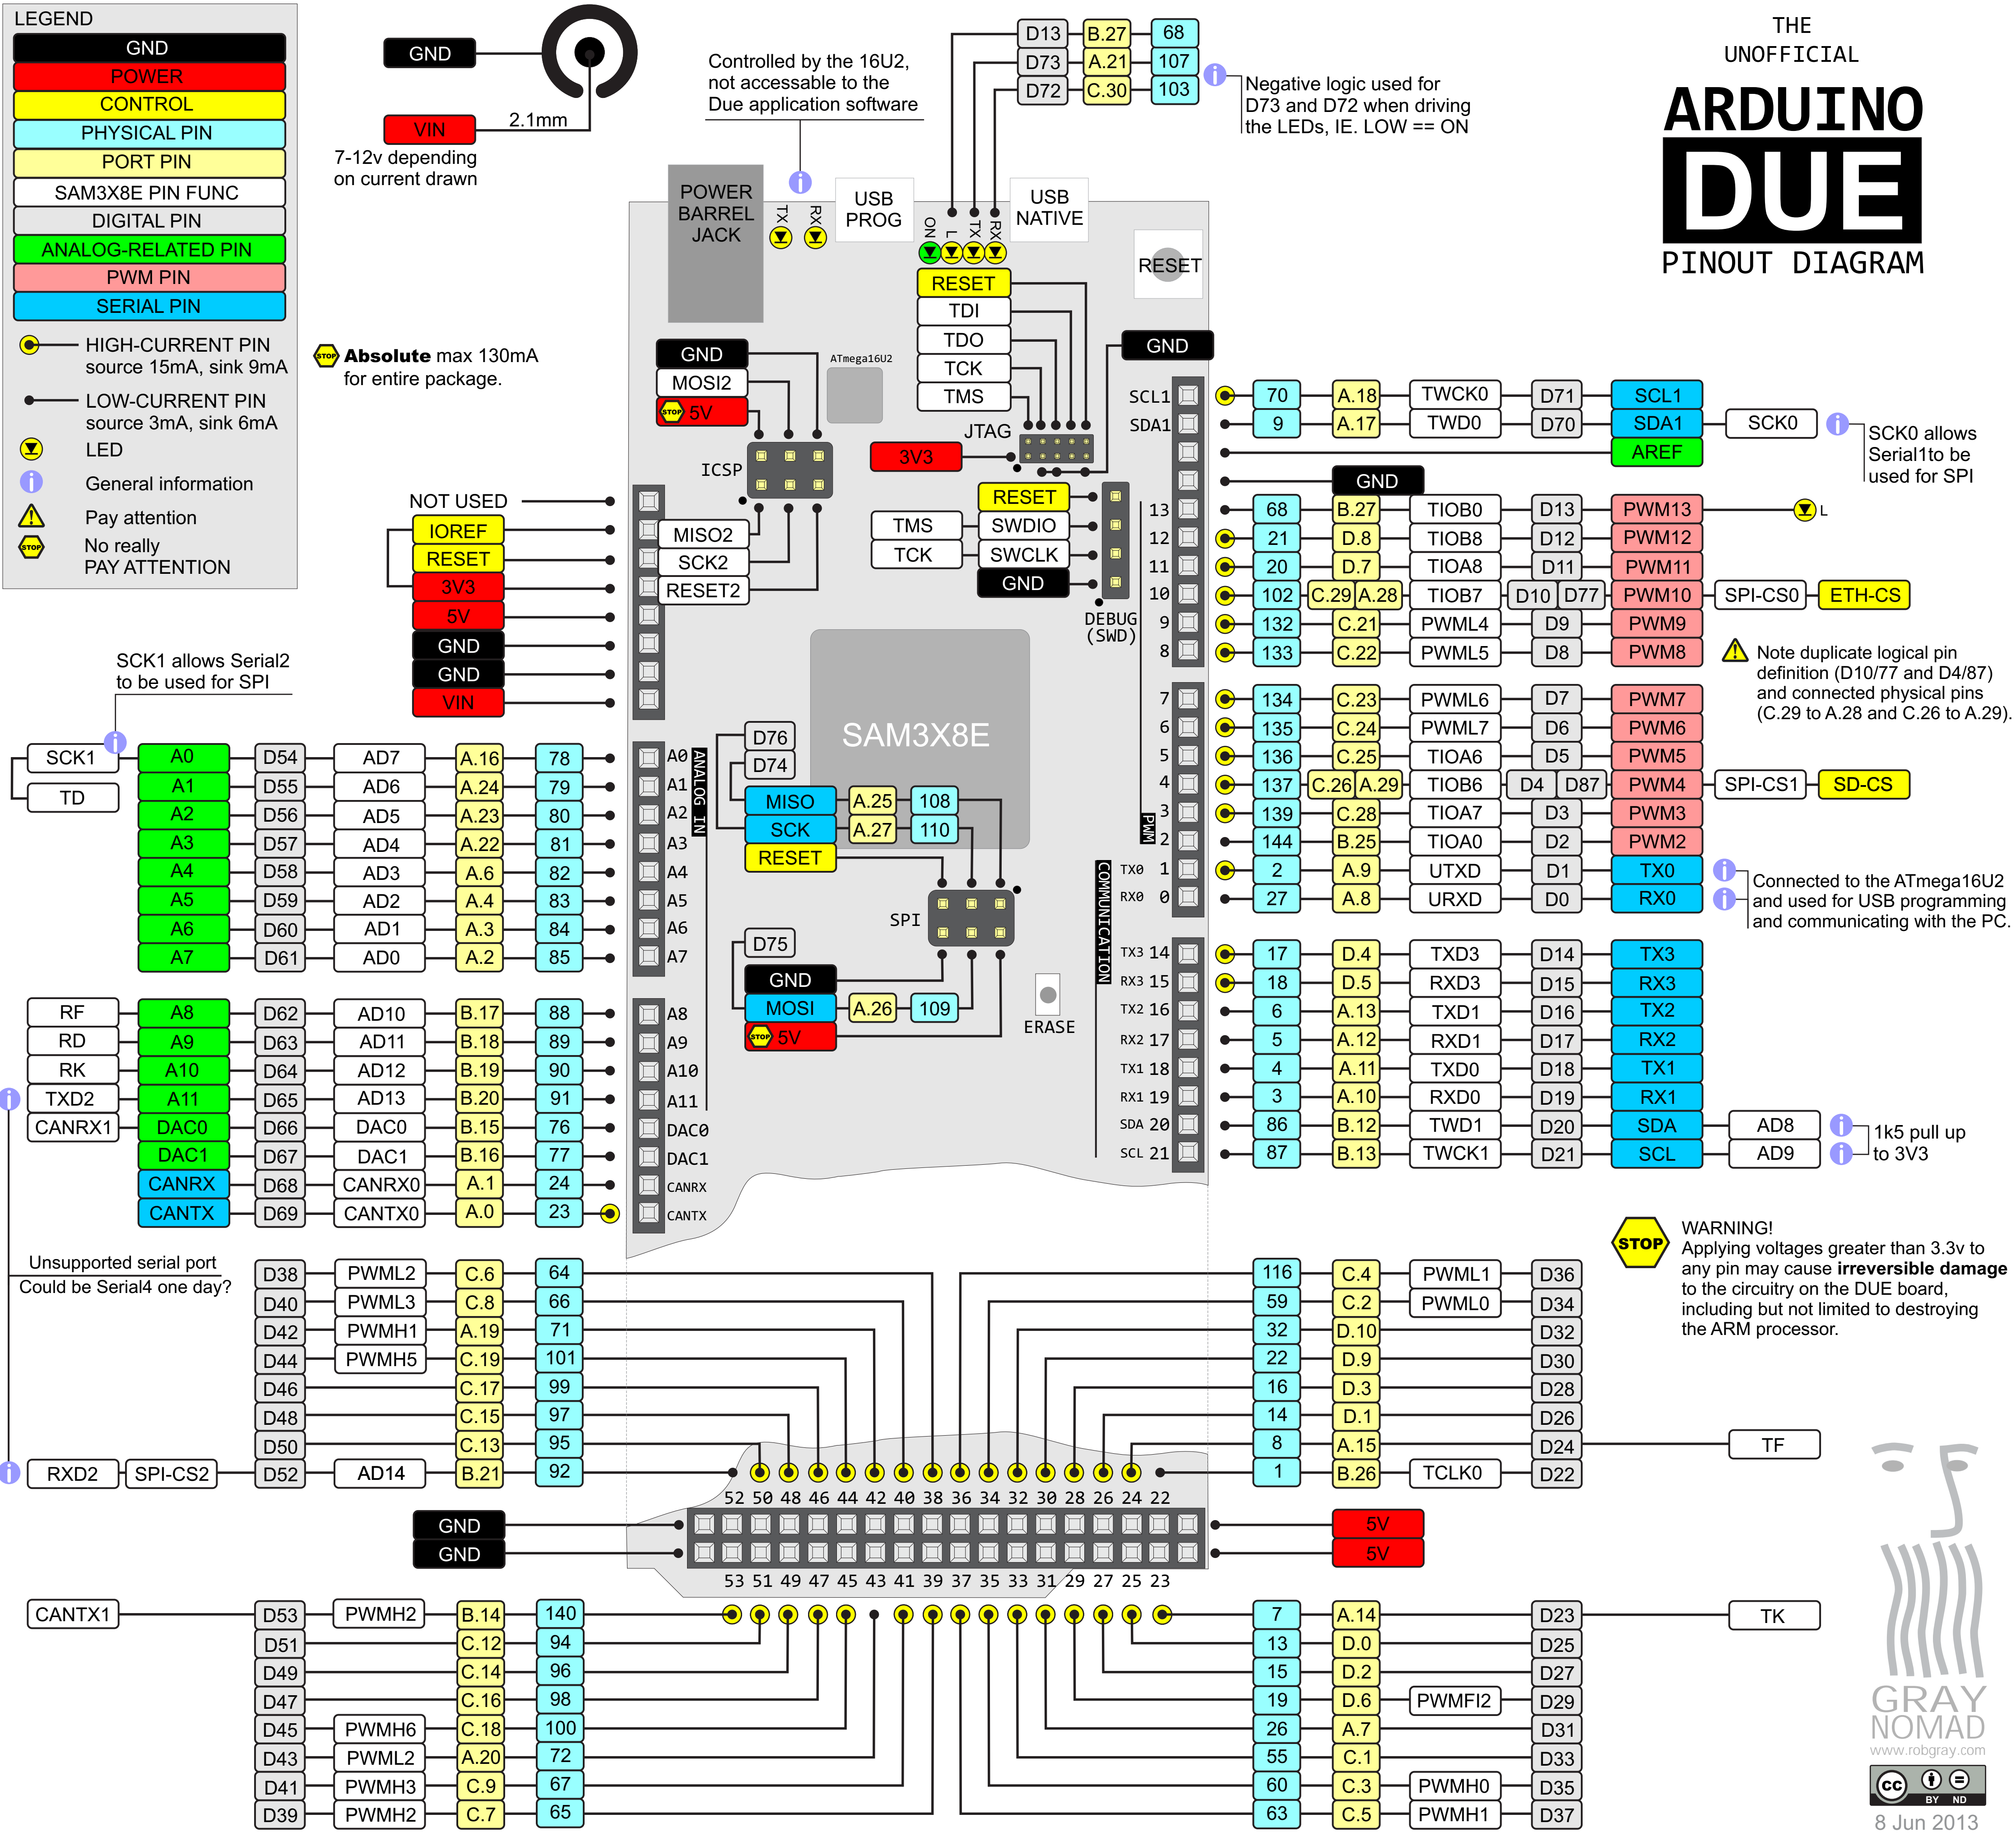 LEGEND
GND
POWER
CONTROL
PHYSICAL PIN
PORT PIN
SAM3X8E PIN FUNC
DIGITAL PIN
ANALOG-RELATED PIN
PWM PIN
SERIAL PIN
HIGH-CURRENT PIN
source 15mA, sink 9mA
LOW-CURRENT PIN
source 3mA, sink 6mA
LED
General information
Pay attention
STOP
No really
PAY ATTENTION
GND
VIN
2.1mm
7-12v depending
on current drawn
STOP Absolute max 130mA
for entire package.
Controlled by the 16U2,
not accessable to the
Due application software
D13 B.27 68
D73 A.21 107
D72 C.30 103
Negative logic used for
D73 and D72 when driving
the LEDs, IE. LOW == ON
THE
UNOFFICIAL
ARDUINO
DUE
PINOUT DIAGRAM
POWER
BARREL
JACK
TX
RX
USB
PROG
ON
L
TX
RX
USB
NATIVE
RESET
RESET
TDI
TDO
TCK
TMS
JTAG
3V3
GND
GND
MOSI2
STOP 5V
ATmega16U2
ICSP
MISO2
SCK2
RESET2
RESET
TMS SWDIO
TCK SWCLK
GND
DEBUG
(SWD)
NOT USED
IOREF
RESET
3V3
5V
GND
GND
VIN
SCK1 allows Serial2
to be used for SPI
SCK1 A0 D54 AD7 A.16 78 A0
TD
A1 D55 AD6 A.24 79 A1
A2 D56 AD5 A.23 80 A2
A3 D57 AD4 A.22 81 A3
A4 D58 AD3 A.6 82 A4
A5 D59 AD2 A.4 83 A5
A6 D60 AD1 A.3 84 A6
A7 D61 AD0 A.2 85 A7
ANALOG IN
RF A8 D62 AD10 B.17 88 A8
RD A9 D63 AD11 B.18 89 A9
RK A10 D64 AD12 B.19 90 A10
TXD2 A11 D65 AD13 B.20 91 A11
CANRX1 DAC0 D66 DAC0 B.15 76 DAC0
DAC1 D67 DAC1 B.16 77 DAC1
CANRX D68 CANRX0 A.1 24 CANRX
CANTX D69 CANTX0 A.0 23 CANTX
Unsupported serial port
Could be Serial4 one day?
SAM3X8E
D76
D74
MISO A.25 108
SCK A.27 110
RESET
SPI
D75
GND
MOSI A.26 109
STOP 5V
ERASE
SCL1 70 A.18 TWCK0 D71 SCL1
SDA1 9 A.17 TWD0 D70 SDA1 SCK0
AREF
GND
SCK0 allows
Serial1to be
used for SPI
13 68 B.27 TIOB0 D13 PWM13 L
12 21 D.8 TIOB8 D12 PWM12
11 20 D.7 TIOA8 D11 PWM11
10 102 C.29 A.28 TIOB7 D10 D77 PWM10 SPI-CS0 ETH-CS
9 132 C.21 PWML4 D9 PWM9
8 133 C.22 PWML5 D8 PWM8
Note duplicate logical pin
definition (D10/77 and D4/87)
and connected physical pins
(C.29 to A.28 and C.26 to A.29).
7 134 C.23 PWML6 D7 PWM7
6 135 C.24 PWML7 D6 PWM6
5 136 C.25 TIOA6 D5 PWM5
4 137 C.26 A.29 TIOB6 D4 D87 PWM4 SPI-CS1 SD-CS
3 139 C.28 TIOA7 D3 PWM3
2 144 B.25 TIOA0 D2 PWM2
PWM
TX0 1 2 A.9 UTXD D1 TX0
RX0 0 27 A.8 URXD D0 RX0
Connected to the ATmega16U2
and used for USB programming
and communicating with the PC.
COMMUNICATION
TX3 14 17 D.4 TXD3 D14 TX3
RX3 15 18 D.5 RXD3 D15 RX3
TX2 16 6 A.13 TXD1 D16 TX2
RX2 17 5 A.12 RXD1 D17 RX2
TX1 18 4 A.11 TXD0 D18 TX1
RX1 19 3 A.10 RXD0 D19 RX1
SDA 20 86 B.12 TWD1 D20 SDA AD8
SCL 21 87 B.13 TWCK1 D21 SCL AD9
1k5 pull up
to 3V3
STOP
WARNING!
Applying voltages greater than 3.3v to
any pin may cause irreversible damage
to the circuitry on the DUE board,
including but not limited to destroying
the ARM processor.
D38 PWML2 C.6 64
D40 PWML3 C.8 66
D42 PWMH1 A.19 71
D44 PWMH5 C.19 101
D46 C.17 99
D48 C.15 97
D50 C.13 95
RXD2 SPI-CS2 D52 AD14 B.21 92
116 C.4 PWML1 D36
59 C.2 PWML0 D34
32 D.10 D32
22 D.9 D30
16 D.3 D28
14 D.1 D26
8 A.15 D24 TF
1 B.26 TCLK0 D22
52 50 48 46 44 42 40 38 36 34 32 30 28 26 24 22
GND 5V
GND 5V
53 51 49 47 45 43 41 39 37 35 33 31 29 27 25 23
CANTX1 D53 PWMH2 B.14 140
D51 C.12 94
D49 C.14 96
D47 C.16 98
D45 PWMH6 C.18 100
D43 PWML2 A.20 72
D41 PWMH3 C.9 67
D39 PWMH2 C.7 65
7 A.14 D23 TK
13 D.0 D25
15 D.2 D27
19 D.6 PWMFI2 D29
26 A.7 D31
55 C.1 D33
60 C.3 PWMH0 D35
63 C.5 PWMH1 D37
GRAY
NOMAD
www.robgray.com
cc BY ND
8 Jun 2013